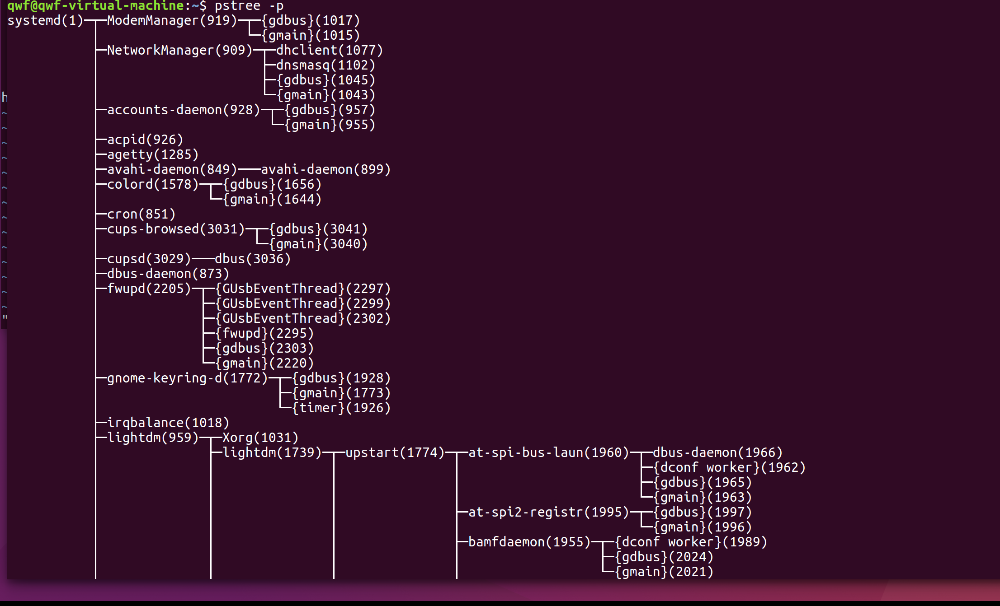 qwf@qwf-virtual-machine:~$ pstree -p
systemd(1)─┬─ModemManager(919)─┬─{gdbus}(1017)
           │                   └─{gmain}(1015)
           ├─NetworkManager(909)─┬─dhclient(1077)
           │                     ├─dnsmasq(1102)
           │                     ├─{gdbus}(1045)
           │                     └─{gmain}(1043)
           ├─accounts-daemon(928)─┬─{gdbus}(957)
           │                      └─{gmain}(955)
           ├─acpid(926)
           ├─agetty(1285)
           ├─avahi-daemon(849)───avahi-daemon(899)
           ├─colord(1578)─┬─{gdbus}(1656)
           │              └─{gmain}(1644)
           ├─cron(851)
           ├─cups-browsed(3031)─┬─{gdbus}(3041)
           │                    └─{gmain}(3040)
           ├─cupsd(3029)───dbus(3036)
           ├─dbus-daemon(873)
           ├─fwupd(2205)─┬─{GUsbEventThread}(2297)
           │             ├─{GUsbEventThread}(2299)
           │             ├─{GUsbEventThread}(2302)
           │             ├─{fwupd}(2295)
           │             ├─{gdbus}(2303)
           │             └─{gmain}(2220)
           ├─gnome-keyring-d(1772)─┬─{gdbus}(1928)
           │                       ├─{gmain}(1773)
           │                       └─{timer}(1926)
           ├─irqbalance(1018)
           ├─lightdm(959)─┬─Xorg(1031)
           │              ├─lightdm(1739)─┬─upstart(1774)─┬─at-spi-bus-laun(1960)─┬─dbus-daemon(1966)
           │              │               │               │                       ├─{dconf worker}(1962)
           │              │               │               │                       ├─{gdbus}(1965)
           │              │               │               │                       └─{gmain}(1963)
           │              │               │               ├─at-spi2-registr(1995)─┬─{gdbus}(1997)
           │              │               │               │                       └─{gmain}(1996)
           │              │               │               ├─bamfdaemon(1955)─┬─{dconf worker}(1989)
           │              │               │               │                  ├─{gdbus}(2024)
           │              │               │               │                  └─{gmain}(2021)